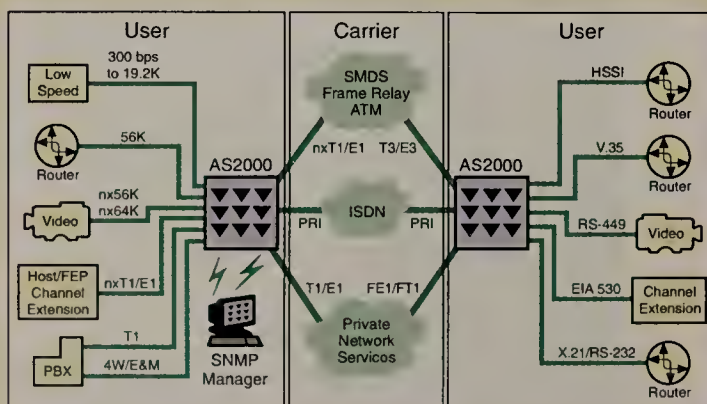 User
Carrier
User
300 bps
to 19.2K
Low
Speed
56K
Router
nx56K
nx64K
Video
Host/FEP
Channel
Extension
nxT1/E1
T1
PBX
4W/E&M
AS2000
SNMP
Manager
SMDS
Frame Relay
ATM
nxT1/E1
T3/E3
ISDN
PRI
PRI
T1/E1
FE1/FT1
Private
Network
Servicos
AS2000
HSSI
Router
V.35
Router
RS-449
Video
EIA 530
Channel
Extension
X.21/RS-232
Router